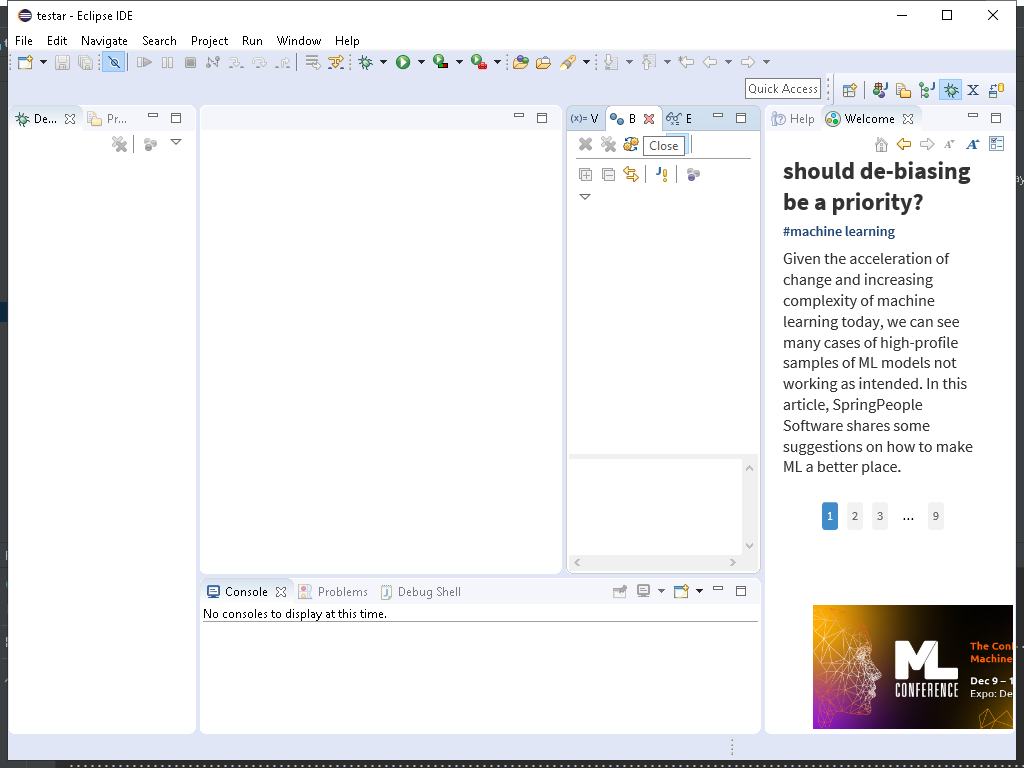 testar - Eclipse IDE
File Edit Navigate Search Project Run Window Help
Quick Access
De... Pr...
(x)= V B E
Help Welcome
Close
should de-biasing
be a priority?
#machine learning
Given the acceleration of
change and increasing
complexity of machine
learning today, we can see
many cases of high-profile
samples of ML models not
working as intended. In this
article, SpringPeople
Software shares some
suggestions on how to make
ML a better place.
1 2 3 ... 9
Console Problems Debug Shell
No consoles to display at this time.
ML
CONFERENCE
The Con
Machine
Dec 9 – 1
Expo: De